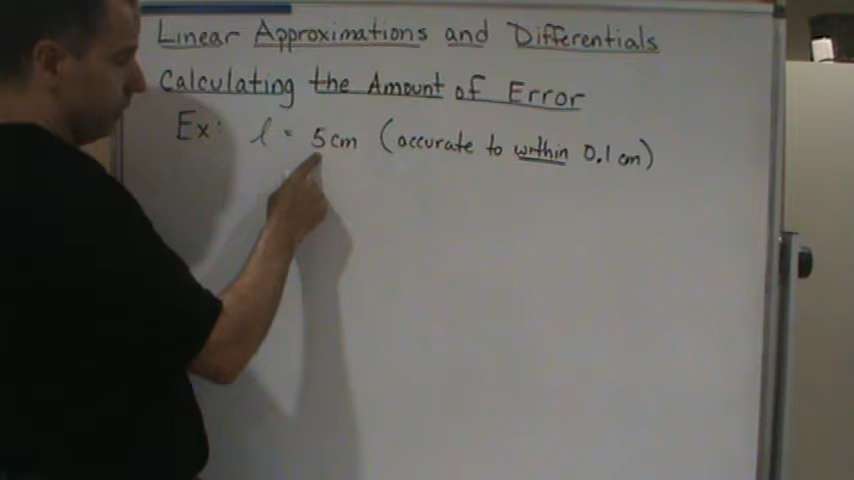 Linear Approximations and Differentials
Calculating the Amount of Error
Ex: l = 5cm (accurate to within 0.1 cm)